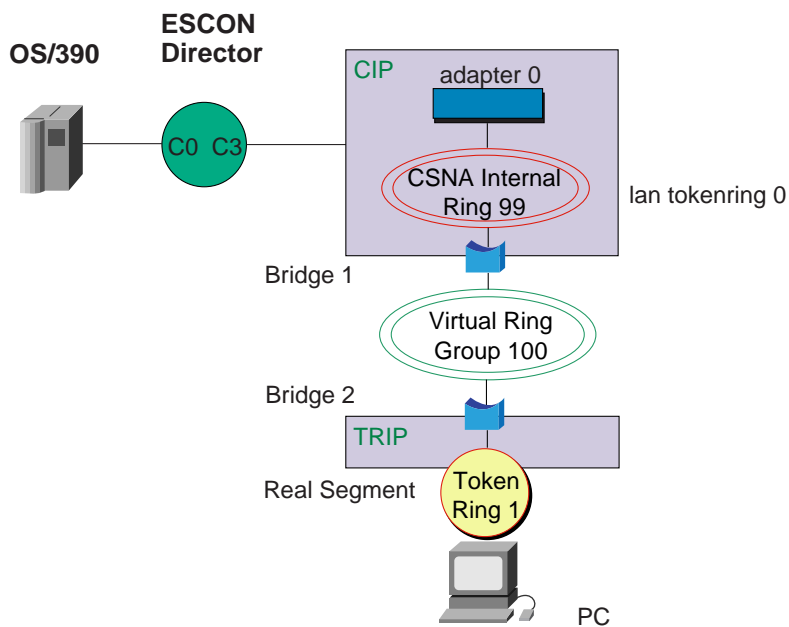 OS/390
ESCON
Director
C0 C3
CIP
adapter 0
CSNA Internal
Ring 99
lan tokenring 0
Bridge 1
Virtual Ring
Group 100
Bridge 2
TRIP
Real Segment
Token
Ring 1
PC